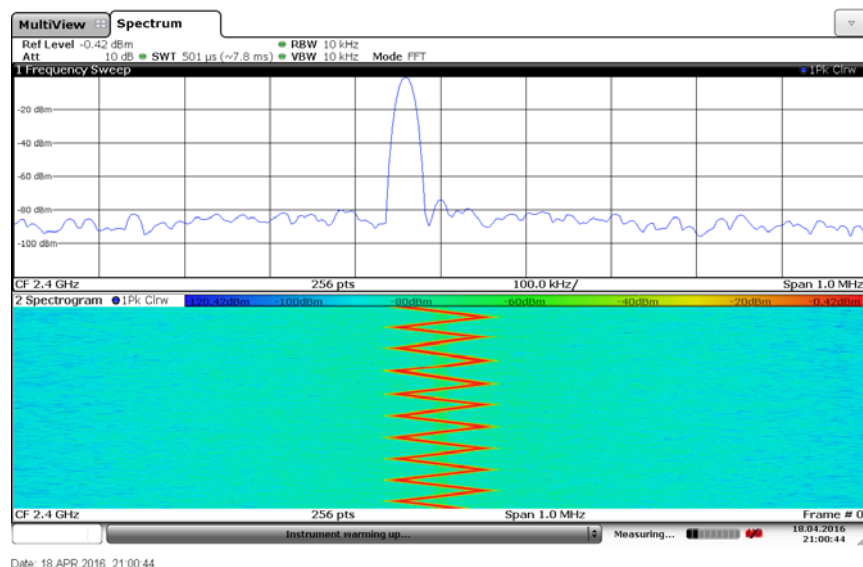 MultiView Spectrum
Ref Level -0.42 dBm RBW 10 kHz
Att 10 dB SWT 501 µs (~7.8 ms) VBW 10 kHz Mode FFT
1 Frequency Sweep 1Pk Clrw
-20 dBm
-40 dBm
-60 dBm
-80 dBm
-100 dBm
CF 2.4 GHz 256 pts 100.0 kHz/ Span 1.0 MHz
2 Spectrogram 1Pk Clrw -120.42dBm -100dBm -80dBm -60dBm -40dBm -20dBm -0.42dBm
CF 2.4 GHz 256 pts Span 1.0 MHz Frame # 0
Instrument warming up... Measuring... 18.04.2016
21:00:44
Date: 18.APR.2016 21:00:44